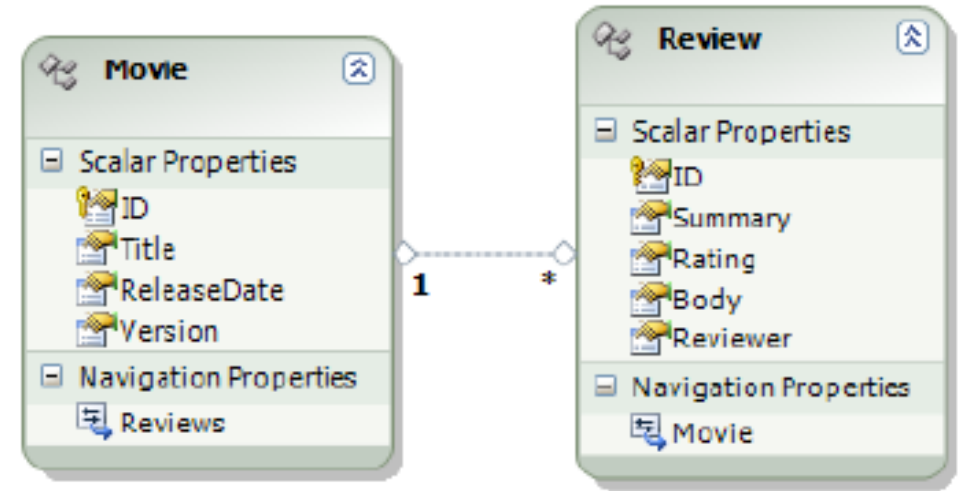 Movie
Scalar Properties
ID
Title
ReleaseDate
Version
Navigation Properties
Reviews
1
*
Review
Scalar Properties
ID
Summary
Rating
Body
Reviewer
Navigation Properties
Movie